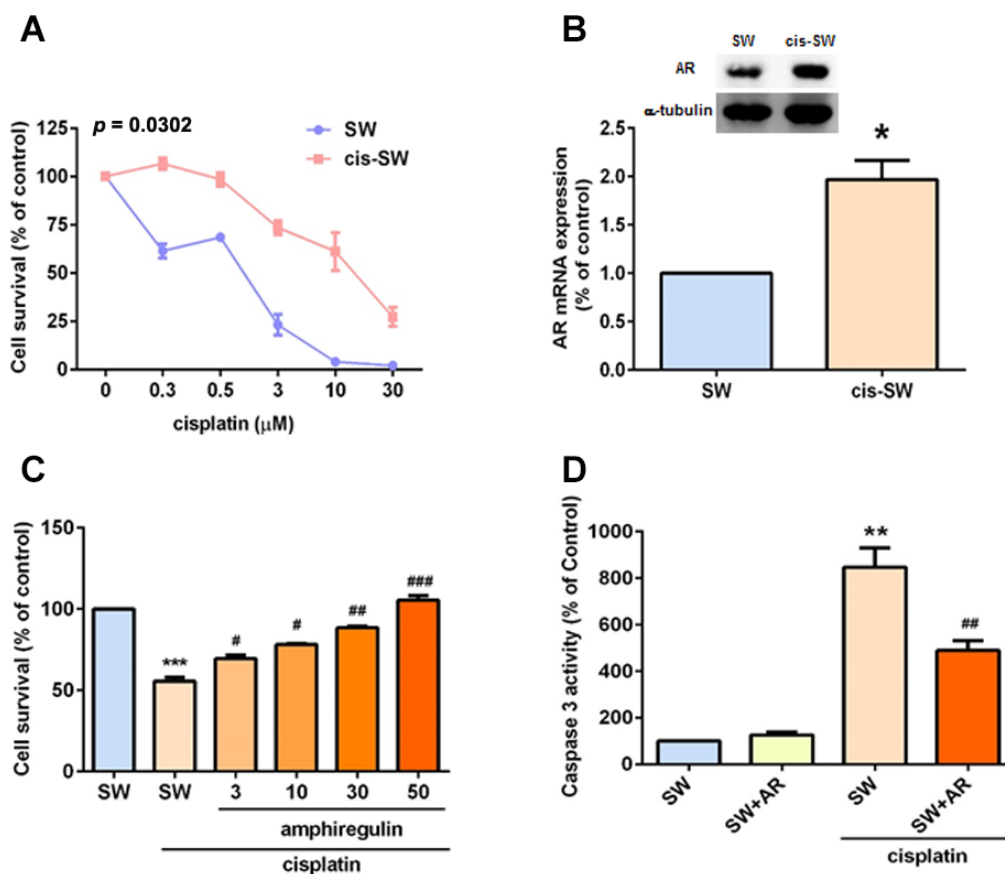 A
p = 0.0302
SW
cis-SW
Cell survival (% of control)
125
100
75
50
25
0
0 0.3 0.5 3 10 30
cisplatin (μM)
B
SW cis-SW
AR
α-tubulin
AR mRNA expression
(% of control)
2.5
2.0
1.5
1.0
0.5
0.0
*
SW cis-SW
C
Cell survival (% of control)
150
100
50
0
*** # # ## ###
SW SW 3 10 30 50
amphiregulin
cisplatin
D
Caspase 3 activity (% of Control)
1000
800
600
400
200
0
** ##
SW SW+AR SW SW+AR
cisplatin